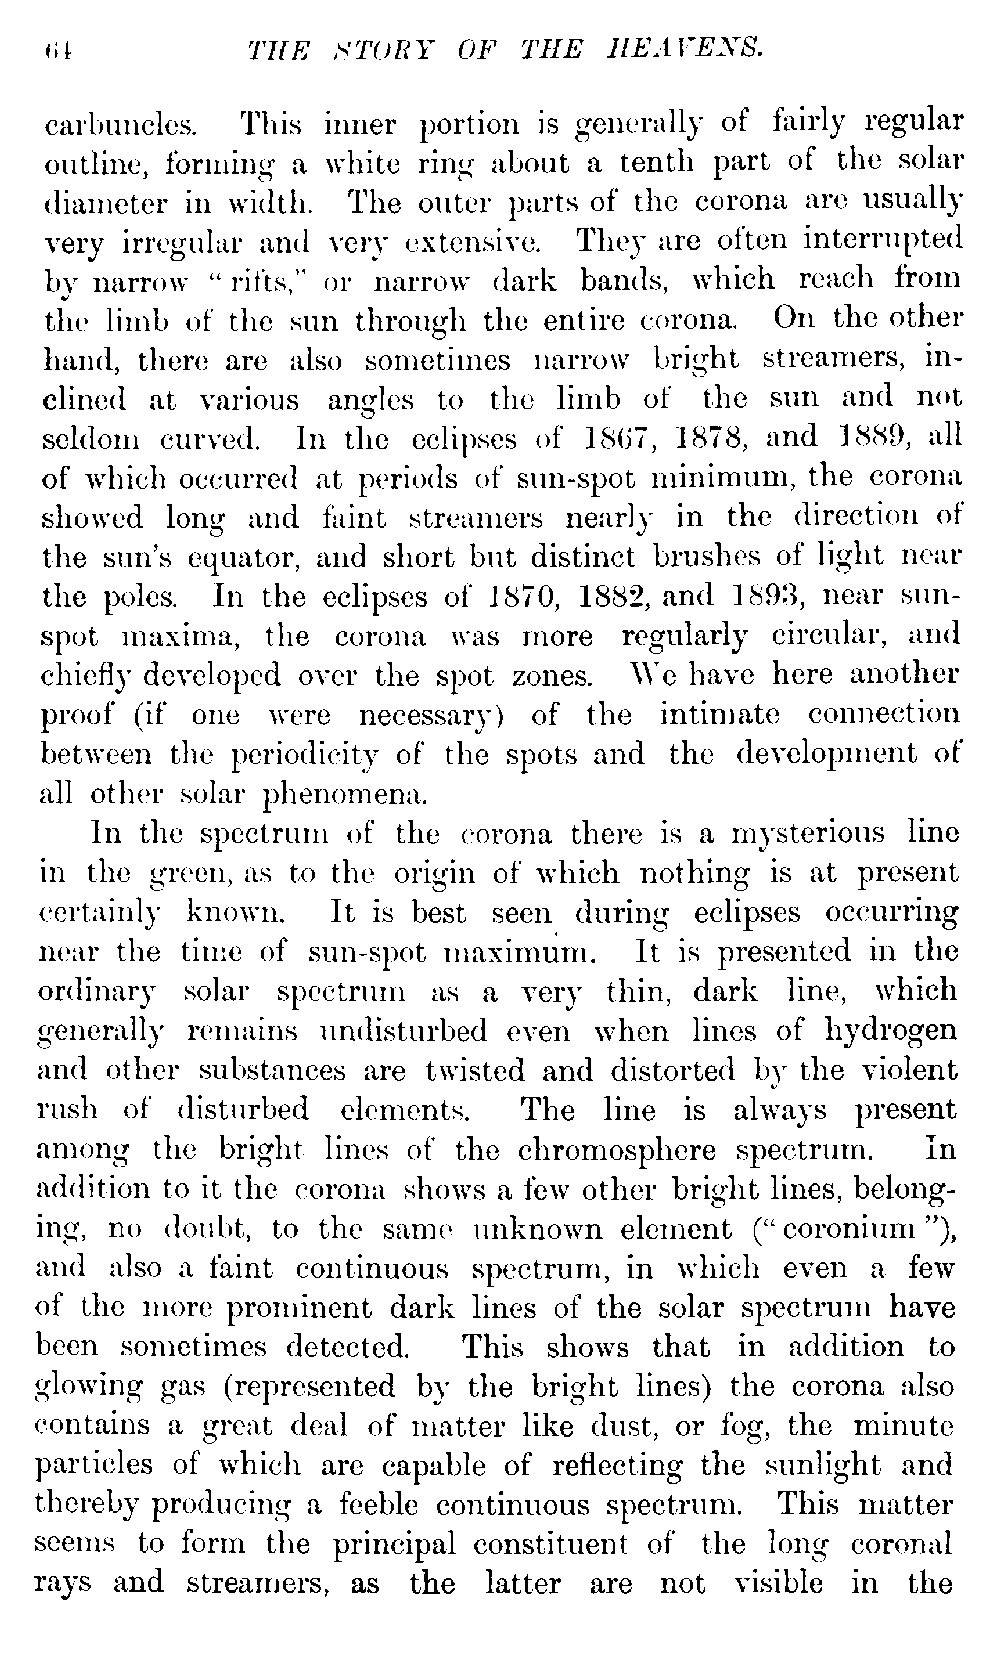 64 THE STORY OF THE HEAVENS.
carbuncles. This inner portion is generally of fairly regular
outline, forming a white ring about a tenth part of the solar
diameter in width. The outer parts of the corona are usually
very irregular and very extensive. They are often interrupted
by narrow “rifts,” or narrow dark bands, which reach from
the limb of the sun through the entire corona. On the other
hand, there are also sometimes narrow bright streamers, in-
clined at various angles to the limb of the sun and not
seldom curved. In the eclipses of 1867, 1878, and 1889, all
of which occurred at periods of sun-spot minimum, the corona
showed long and faint streamers nearly in the direction of
the sun's equator, and short but distinct brushes of light near
the poles. In the eclipses of 1870, 1882, and 1893, near sun-
spot maxima, the corona was more regularly circular, and
chiefly developed over the spot zones. We have here another
proof (if one were necessary) of the intimate connection
between the periodicity of the spots and the development of
all other solar phenomena.
In the spectrum of the corona there is a mysterious line
in the green, as to the origin of which nothing is at present
certainly known. It is best seen during eclipses occurring
near the time of sun-spot maximum. It is presented in the
ordinary solar spectrum as a very thin, dark line, which
generally remains undisturbed even when lines of hydrogen
and other substances are twisted and distorted by the violent
rush of disturbed elements. The line is always present
among the bright lines of the chromosphere spectrum. In
addition to it the corona shows a few other bright lines, belong-
ing, no doubt, to the same unknown element (“coronium”),
and also a faint continuous spectrum, in which even a few
of the more prominent dark lines of the solar spectrum have
been sometimes detected. This shows that in addition to
glowing gas (represented by the bright lines) the corona also
contains a great deal of matter like dust, or fog, the minute
particles of which are capable of reflecting the sunlight and
thereby producing a feeble continuous spectrum. This matter
seems to form the principal constituent of the long coronal
rays and streamers, as the latter are not visible in the